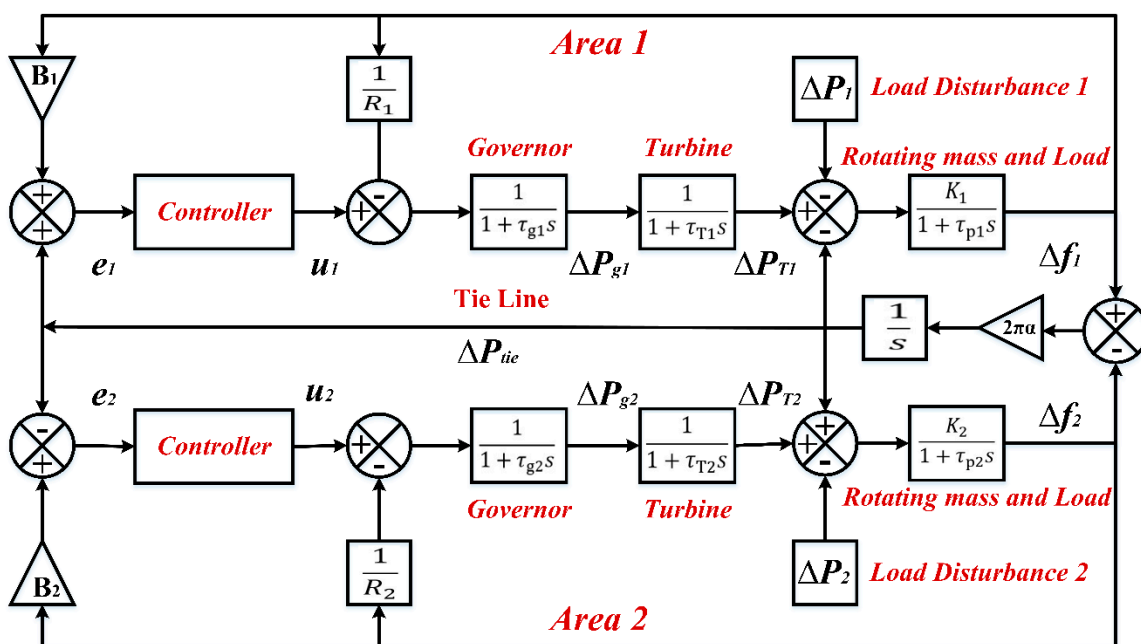 Area 1
B₁
1
R₁
ΔP₁
Load Disturbance 1
Governor
Turbine
Rotating mass and Load
+
+
Controller
-
+
1
1 + τg1s
1
1 + τT1s
-
+
-
K₁
1 + τp1s
e₁
u₁
ΔPg1
ΔPT1
Δf₁
Tie Line
1
s
2πα
+
-
ΔPtie
e₂
u₂
ΔPg2
ΔPT2
Δf₂
-
+
Controller
+
-
1
1 + τg2s
1
1 + τT2s
+
+
-
K₂
1 + τp2s
Governor
Turbine
Rotating mass and Load
B₂
1
R₂
ΔP₂
Load Disturbance 2
Area 2